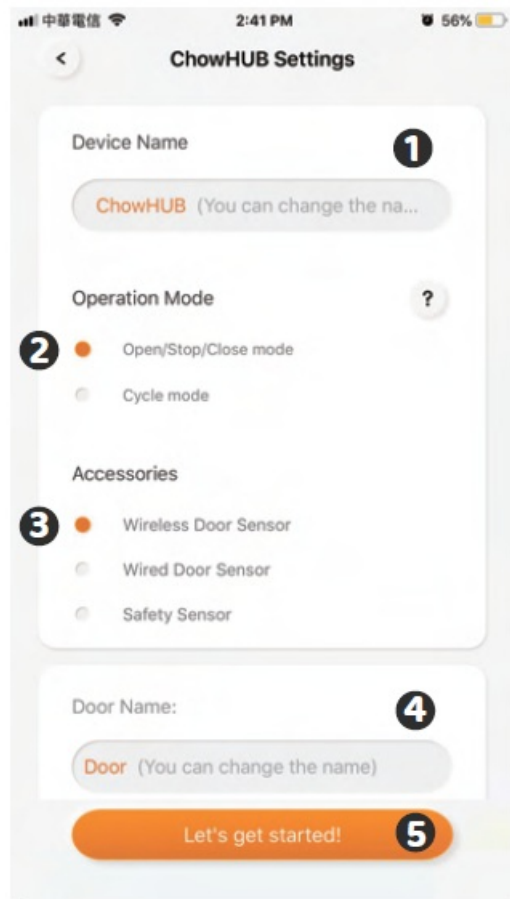 中華電信 2:41 PM 56%
ChowHUB Settings
Device Name 1
ChowHUB (You can change the na...
Operation Mode ?
2 Open/Stop/Close mode
Cycle mode
Accessories
3 Wireless Door Sensor
Wired Door Sensor
Safety Sensor
Door Name: 4
Door (You can change the name)
Let's get started! 5